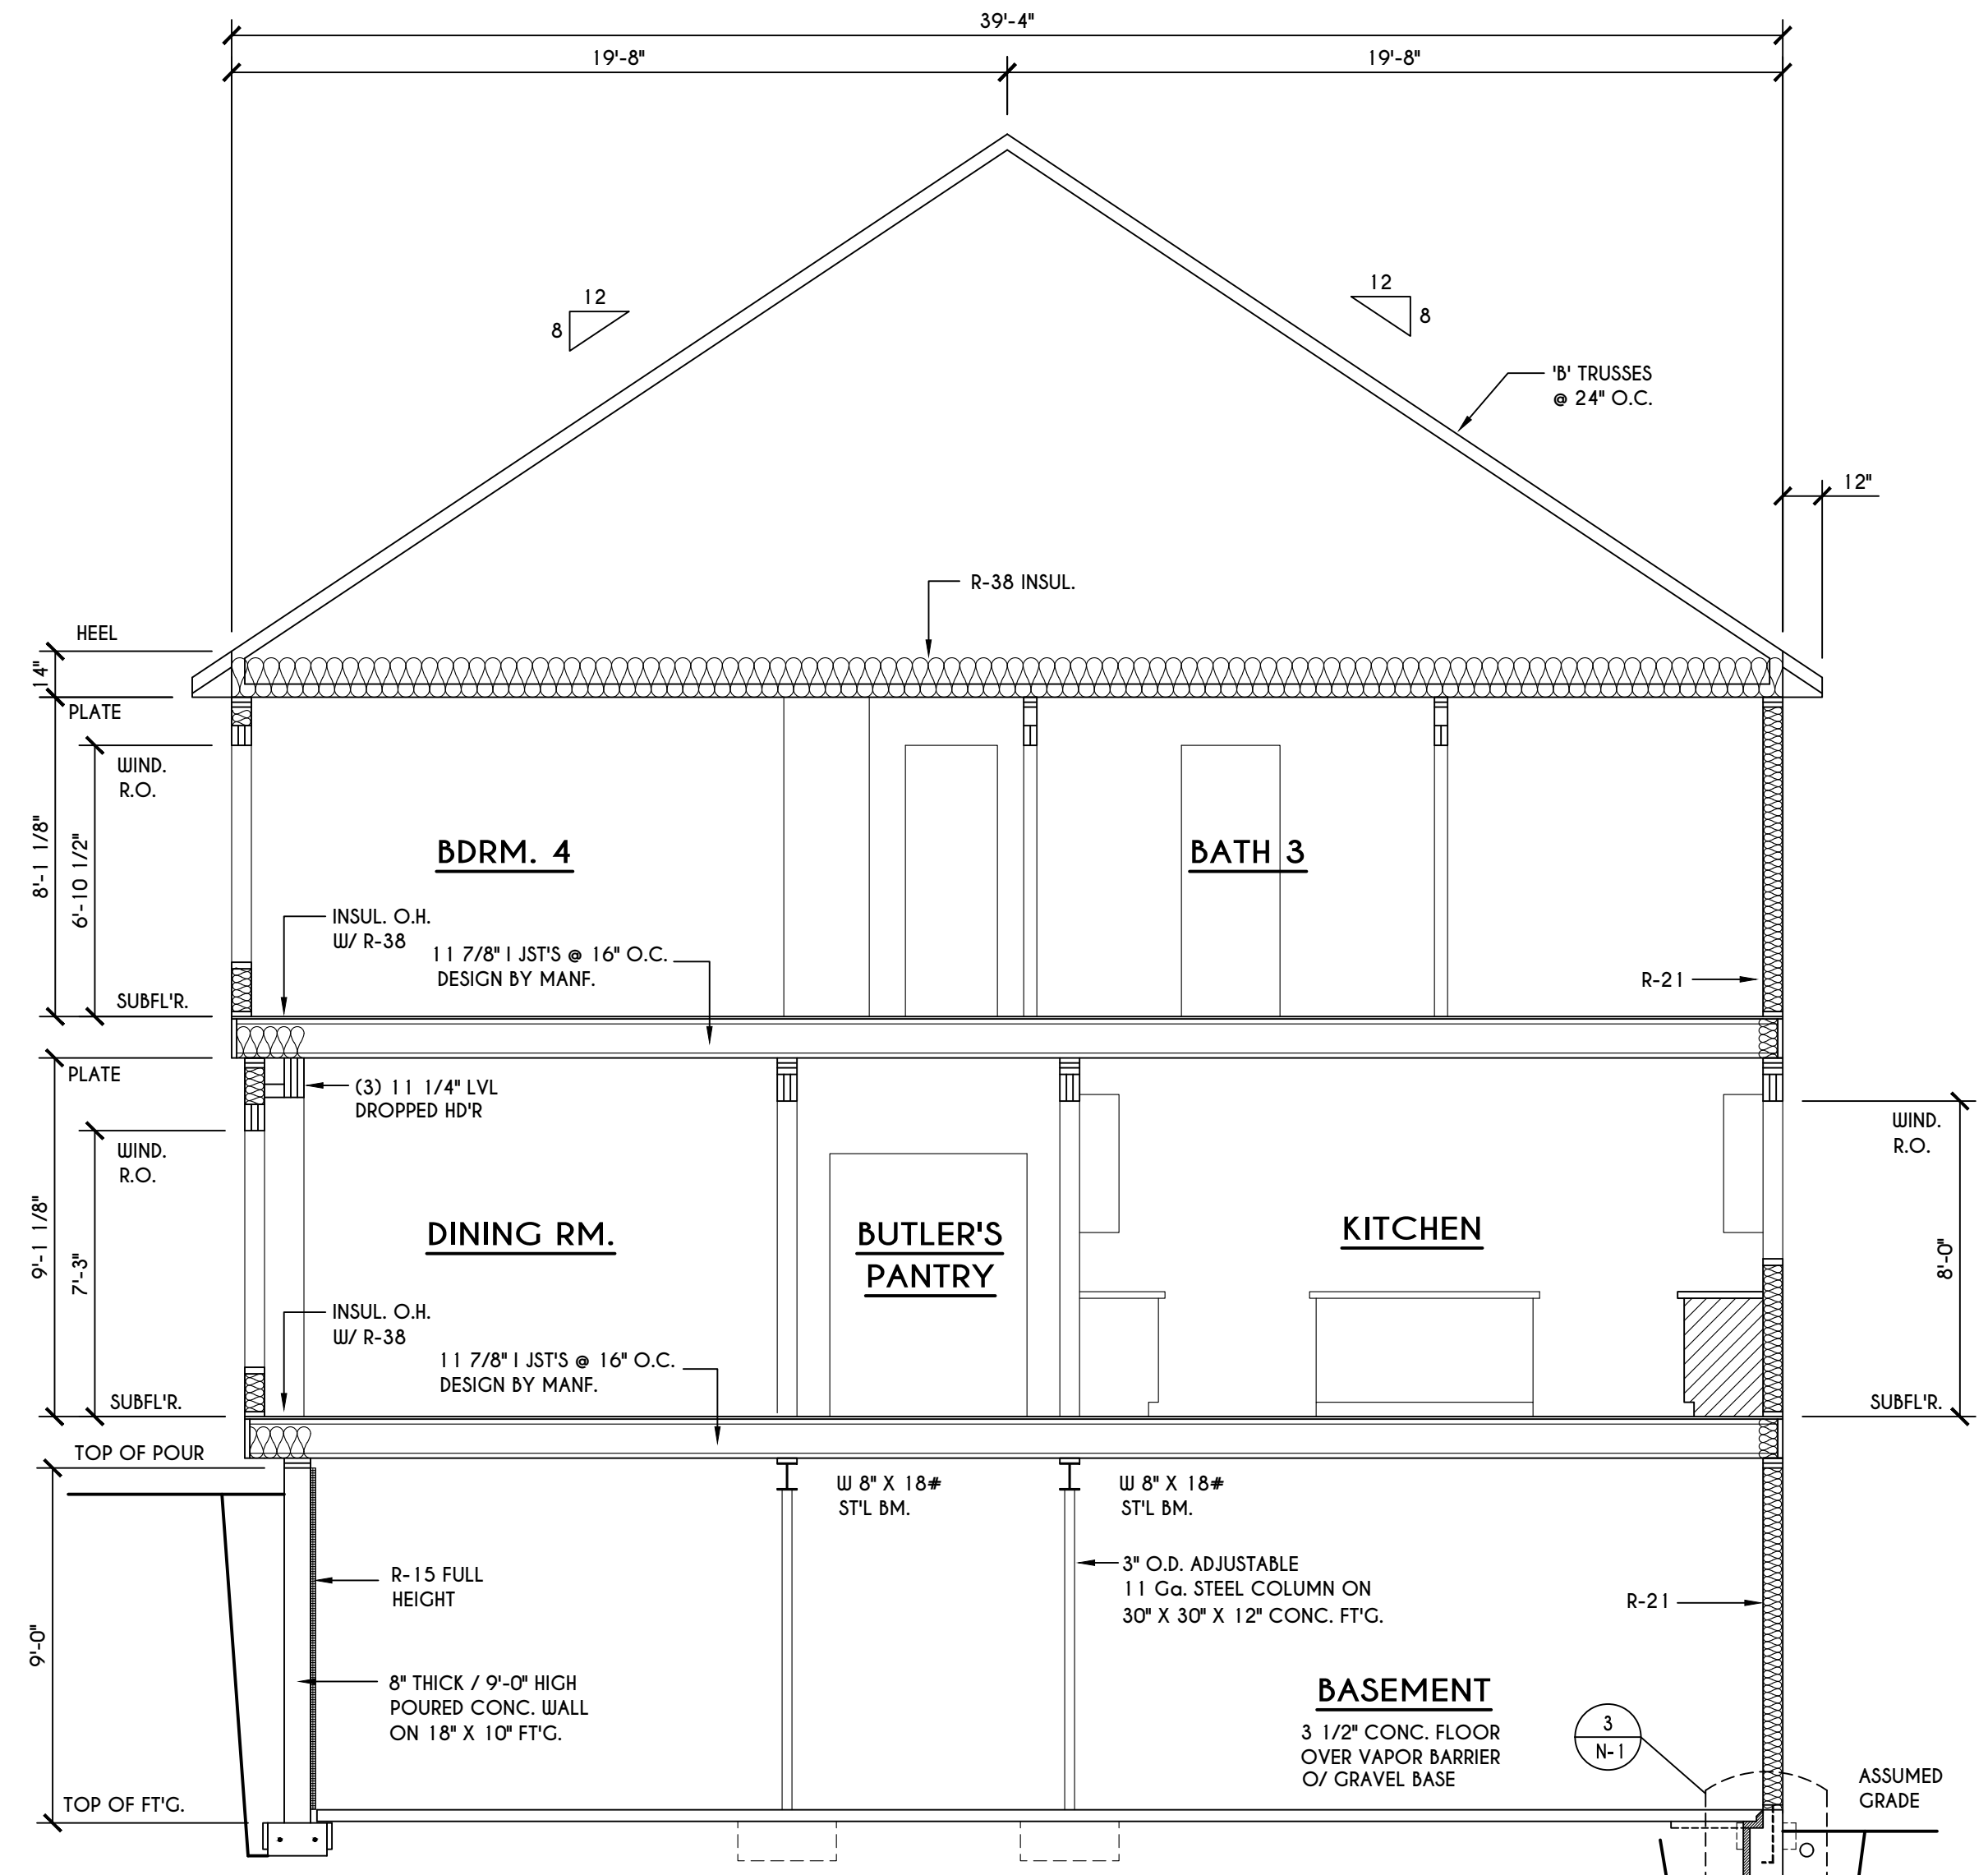 39'-4"
19'-8"
19'-8"
12
8
12
8
'B' TRUSSES
@ 24" O.C.
12"
R-38 INSUL.
HEEL
14"
PLATE
WIND.
R.O.
8'-1 1/8"
6'-10 1/2"
BDRM. 4
BATH 3
INSUL. O.H.
W/ R-38
11 7/8" I JST'S @ 16" O.C.
DESIGN BY MANF.
R-21
SUBFL'R.
PLATE
(3) 11 1/4" LVL
DROPPED HD'R
WIND.
R.O.
WIND.
R.O.
9'-1 1/8"
7'-3"
8'-0"
DINING RM.
BUTLER'S
PANTRY
KITCHEN
INSUL. O.H.
W/ R-38
11 7/8" I JST'S @ 16" O.C.
DESIGN BY MANF.
SUBFL'R.
SUBFL'R.
TOP OF POUR
W 8" X 18#
ST'L BM.
W 8" X 18#
ST'L BM.
R-15 FULL
HEIGHT
3" O.D. ADJUSTABLE
11 Ga. STEEL COLUMN ON
30" X 30" X 12" CONC. FT'G.
R-21
9'-0"
8" THICK / 9'-0" HIGH
POURED CONC. WALL
ON 18" X 10" FT'G.
BASEMENT
3 1/2" CONC. FLOOR
OVER VAPOR BARRIER
O/ GRAVEL BASE
3
N-1
ASSUMED
GRADE
TOP OF FT'G.